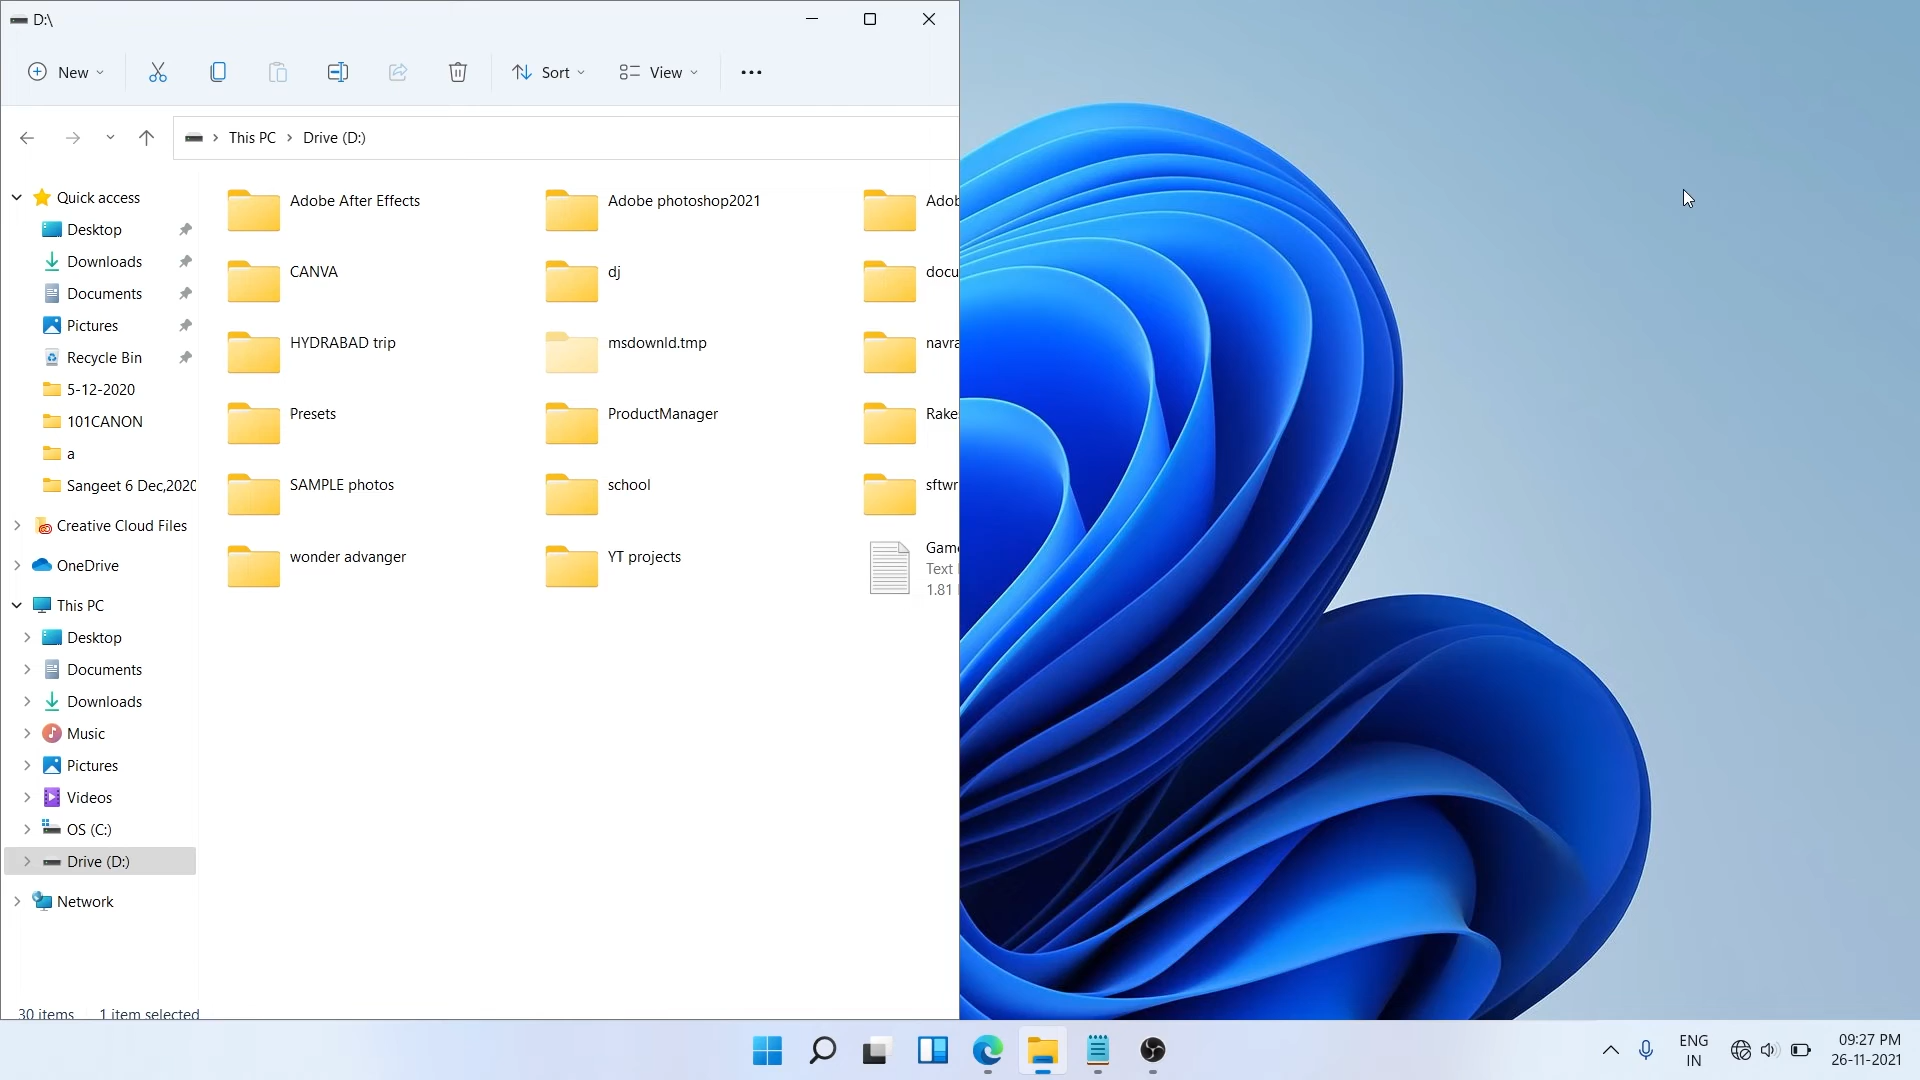 D:\
New
Sort
View
This PC
Drive (D:)
Quick access
Desktop
Downloads
Documents
Pictures
Recycle Bin
5-12-2020
101CANON
a
Sangeet 6 Dec,2020
Creative Cloud Files
OneDrive
This PC
Desktop
Documents
Downloads
Music
Pictures
Videos
OS (C:)
Drive (D:)
Network
Adobe After Effects
Adobe photoshop2021
Adob
CANVA
dj
docu
HYDRABAD trip
msdownld.tmp
navra
Presets
ProductManager
Rake
SAMPLE photos
school
sftwr
wonder advanger
YT projects
Game
Text
1.81
30 items
1 item selected
ENG
IN
09:27 PM
26-11-2021